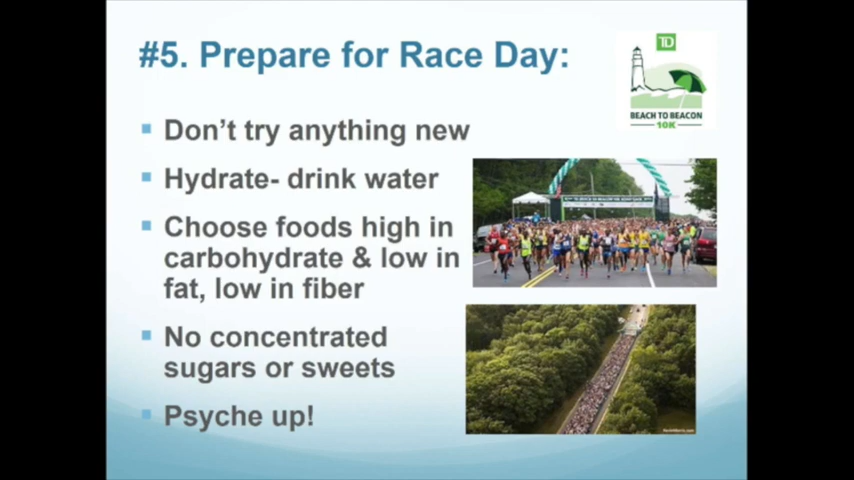 #5. Prepare for Race Day:
TD
BEACH TO BEACON
10K
Don't try anything new
Hydrate- drink water
Choose foods high in
carbohydrate & low in
fat, low in fiber
No concentrated
sugars or sweets
Psyche up!